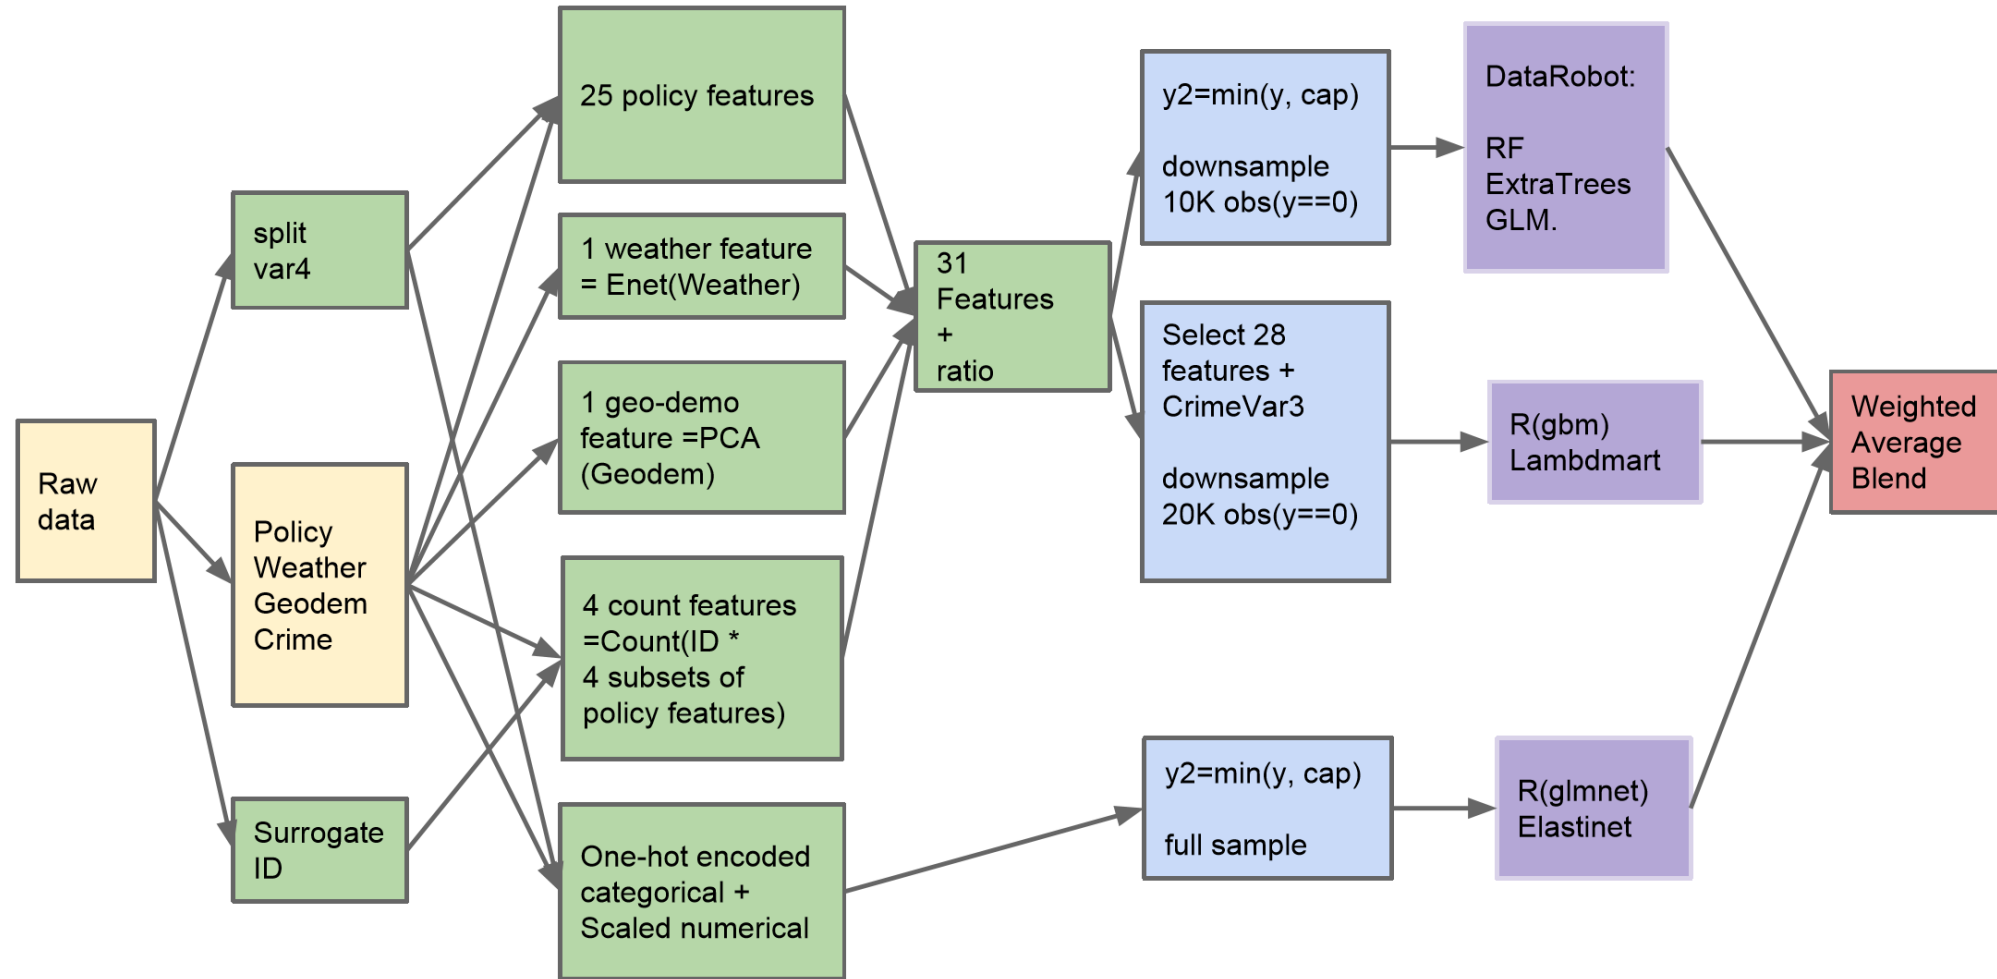 Raw
data
split
var4
Policy
Weather
Geodem
Crime
Surrogate
ID
25 policy features
1 weather feature
= Enet(Weather)
1 geo-demo
feature =PCA
(Geodem)
4 count features
=Count(ID *
4 subsets of
policy features)
One-hot encoded
categorical +
Scaled numerical
31
Features
+
ratio
y2=min(y, cap)
downsample
10K obs(y==0)
Select 28
features +
CrimeVar3
downsample
20K obs(y==0)
y2=min(y, cap)
full sample
DataRobot:
RF
ExtraTrees
GLM.
R(gbm)
Lambdmart
R(glmnet)
Elastinet
Weighted
Average
Blend